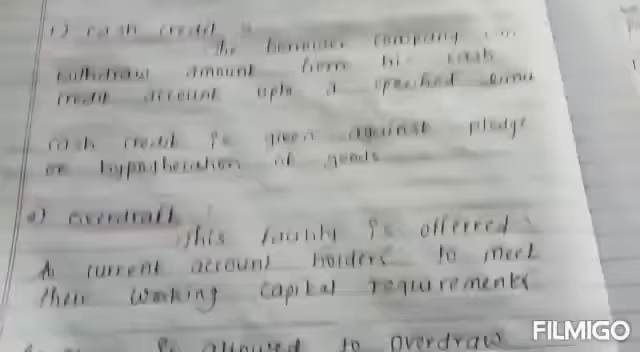 1) cash credit :
The borrower company can
withdraw amount from his cash
credit account upto a specified limit
cash credit is given against pledge
or hypothecation of goods
2) overdraft :
This facility is offerred
to current account holders to meet
their working capital requirements
is allowed to overdraw
FILMIGO